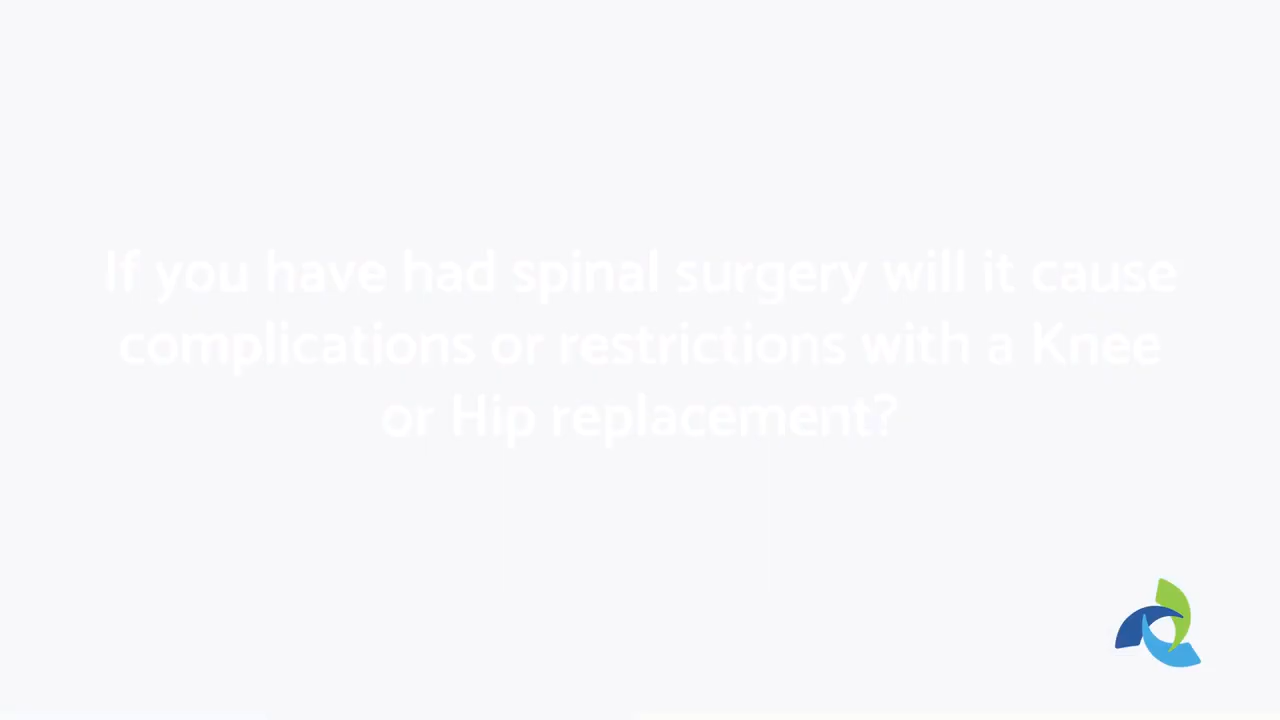 If you have had spinal surgery will it cause
complications or restrictions with a Knee
or Hip replacement?